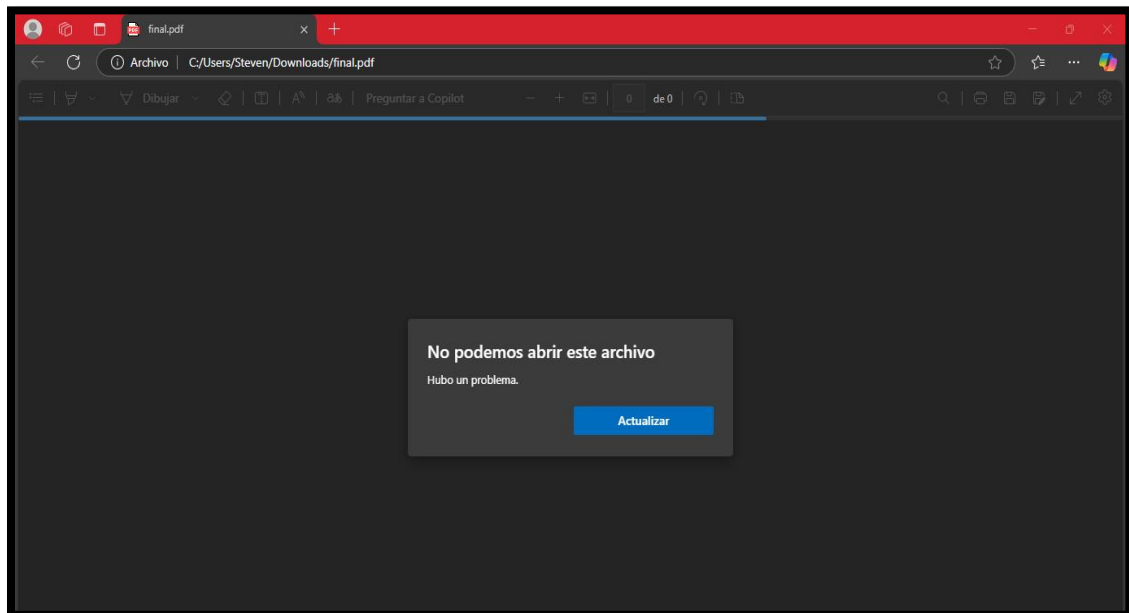 final.pdf
Archivo | C:/Users/Steven/Downloads/final.pdf
Dibujar | Preguntar a Copilot 0 de 0
No podemos abrir este archivo
Hubo un problema.
Actualizar